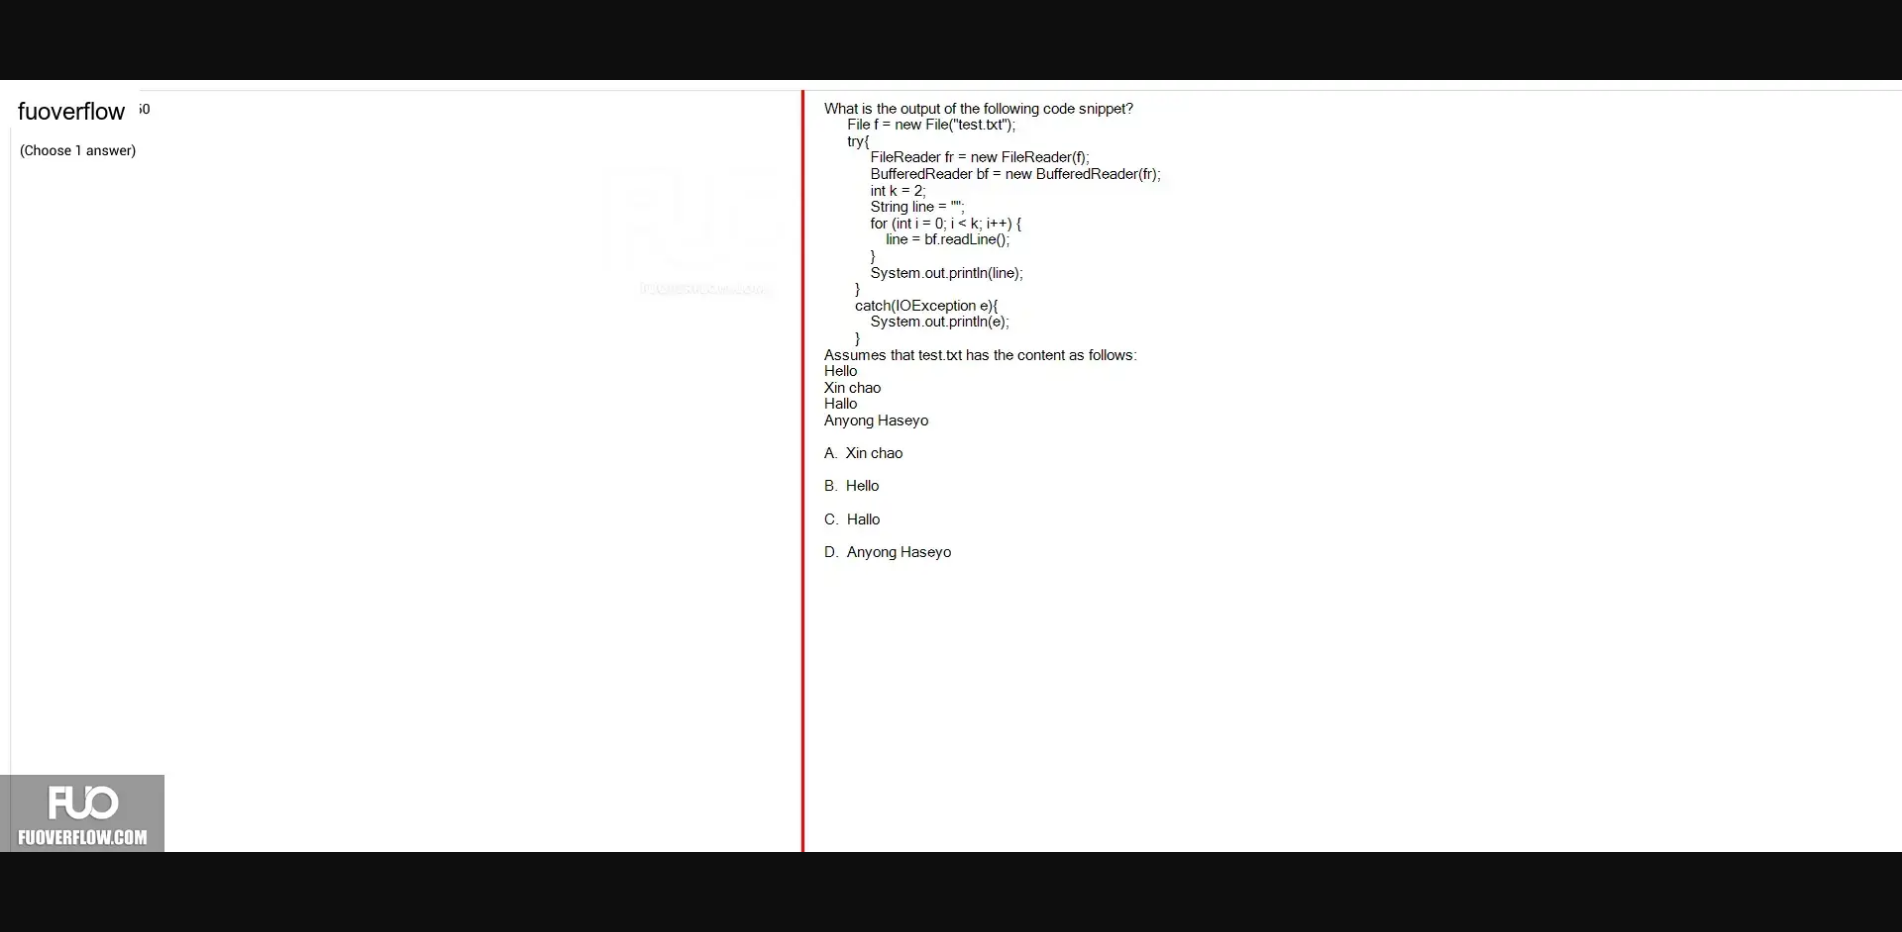 fuoverflow
(Choose 1 answer)
What is the output of the following code snippet?
File f = new File("test.txt");
try{
FileReader fr = new FileReader(f);
BufferedReader bf = new BufferedReader(fr);
int k = 2;
String line = "";
for (int i = 0; i < k; i++) {
line = bf.readLine();
}
System.out.println(line);
}
catch(IOException e){
System.out.println(e);
}
Assumes that test.txt has the content as follows:
Hello
Xin chao
Hallo
Anyong Haseyo
A. Xin chao
B. Hello
C. Hallo
D. Anyong Haseyo
FUO
FUOVERFLOW.COM